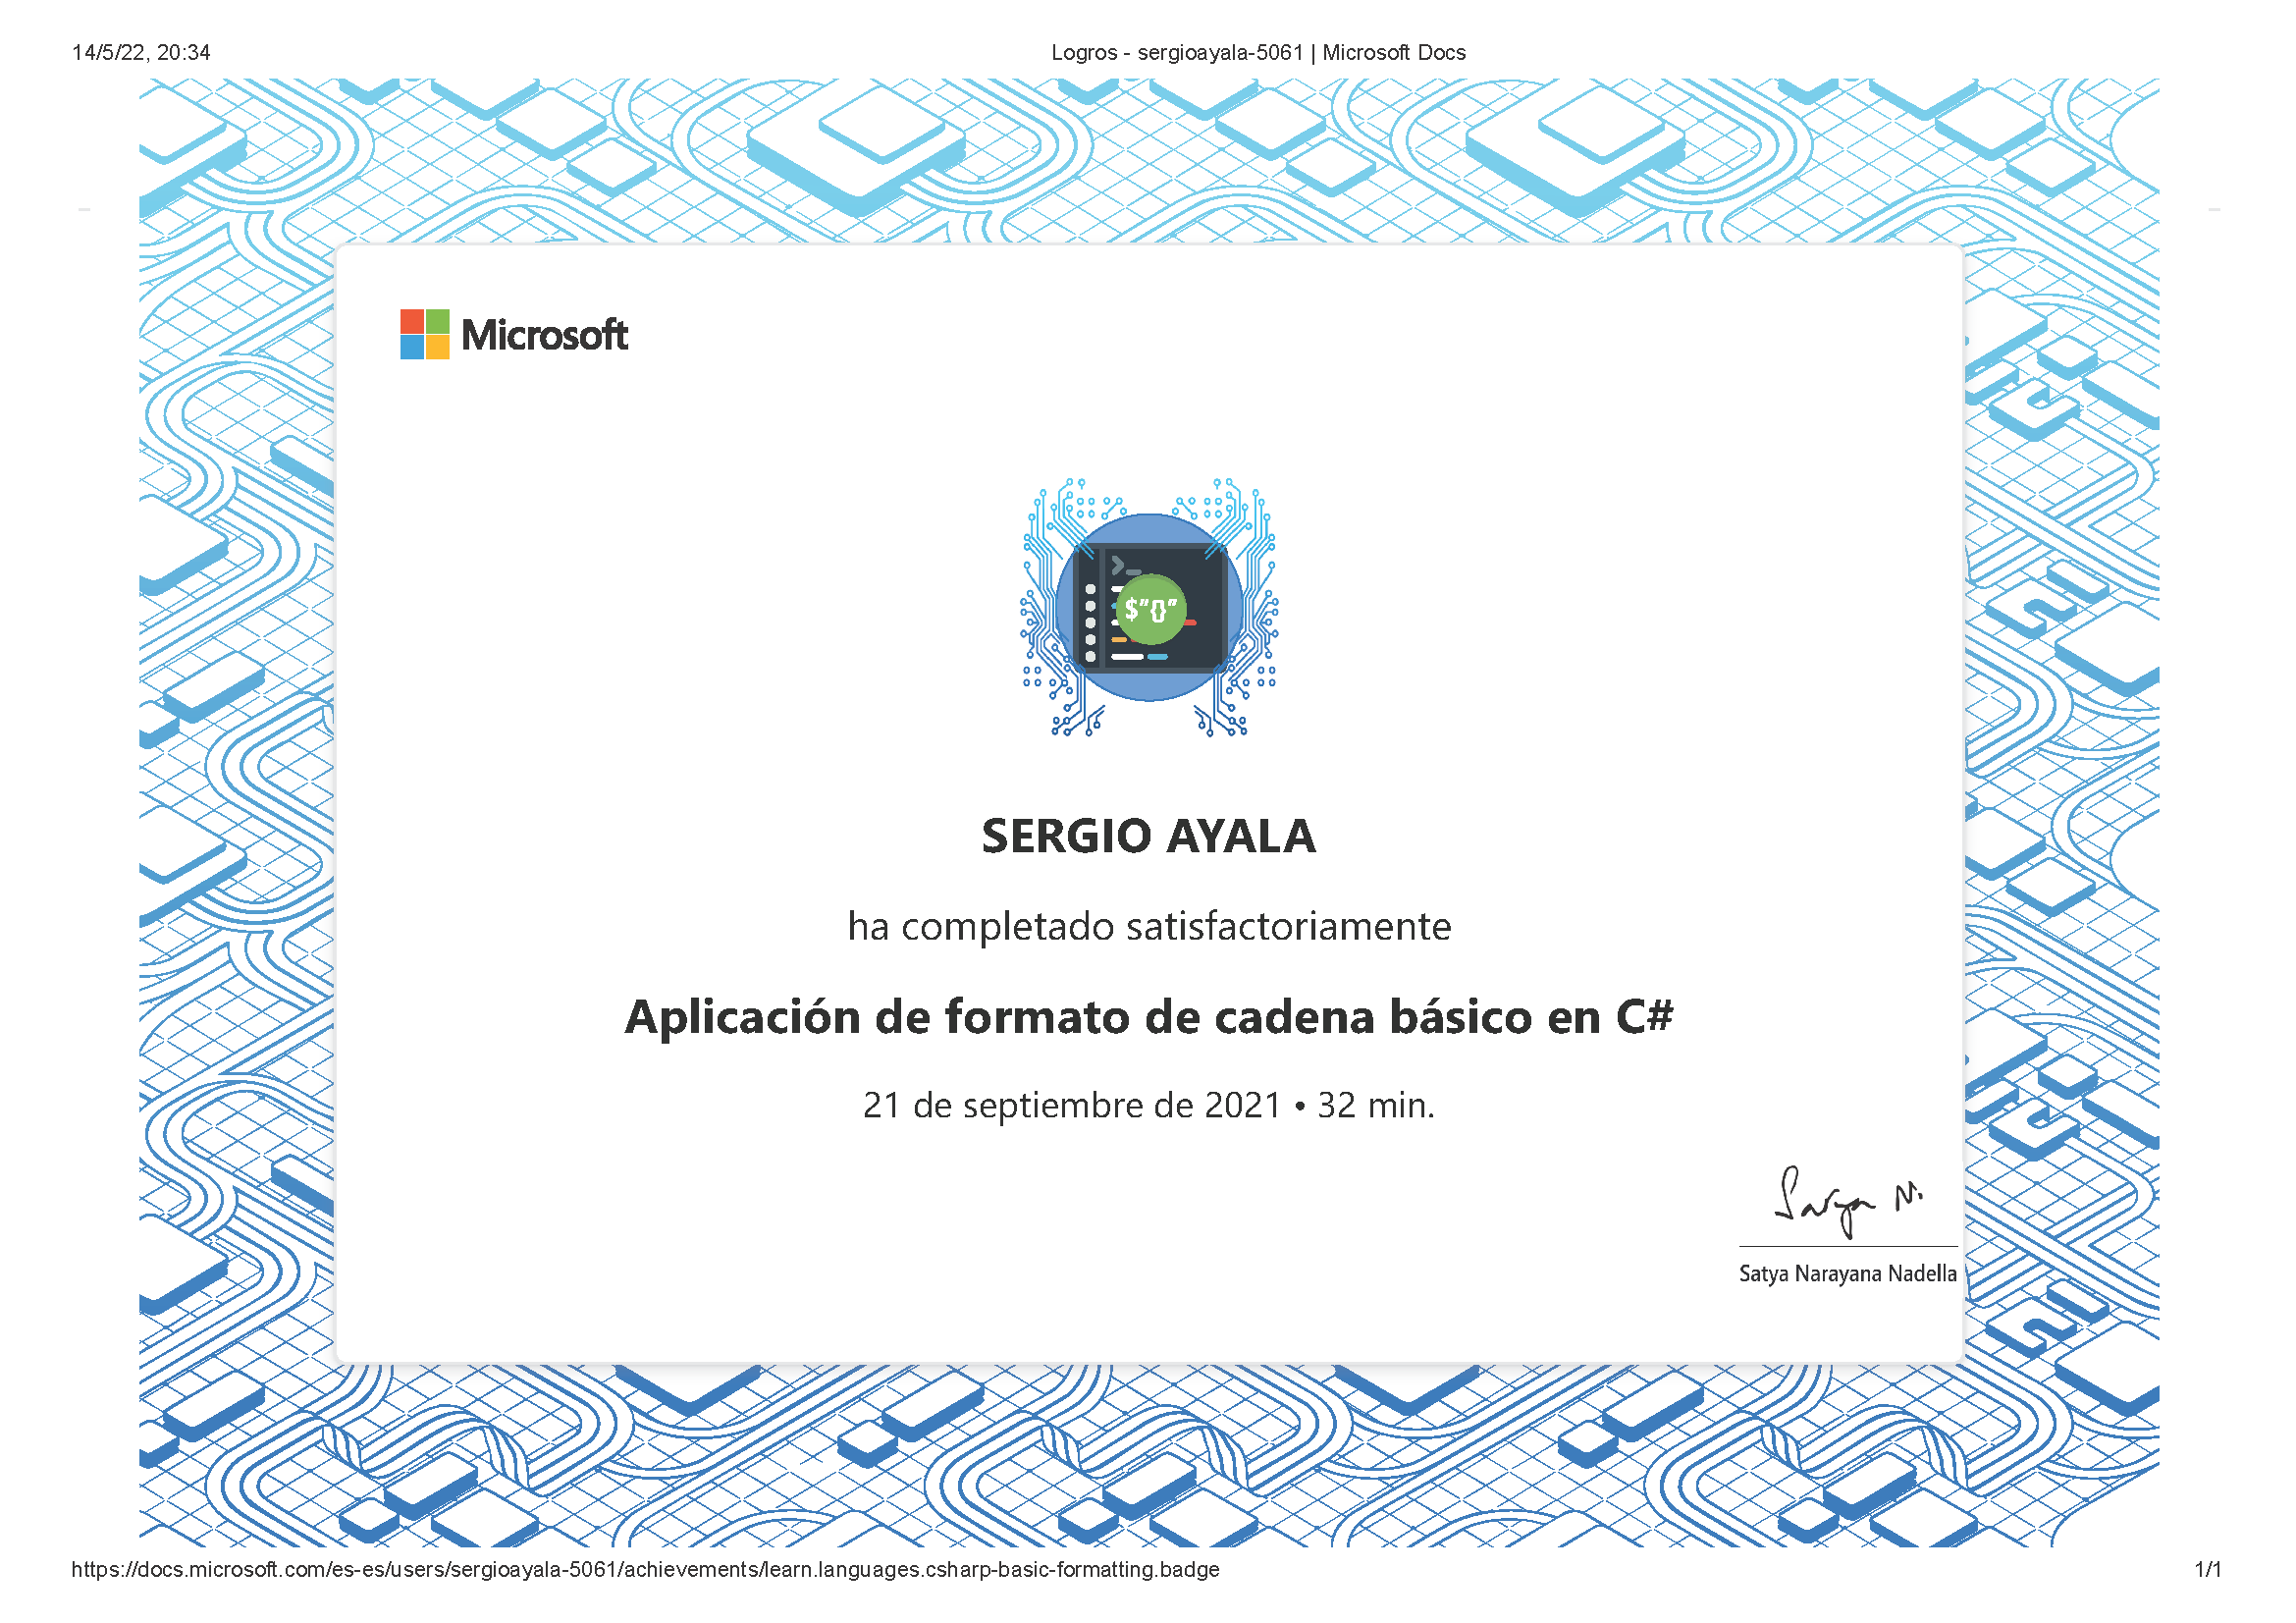 14/5/22, 20:34
Logros - sergioayala-5061 | Microsoft Docs
Microsoft
$"{}"
SERGIO AYALA
ha completado satisfactoriamente
Aplicación de formato de cadena básico en C#
21 de septiembre de 2021 • 32 min.
Satya N.
Satya Narayana Nadella
https://docs.microsoft.com/es-es/users/sergioayala-5061/achievements/learn.languages.csharp-basic-formatting.badge
1/1